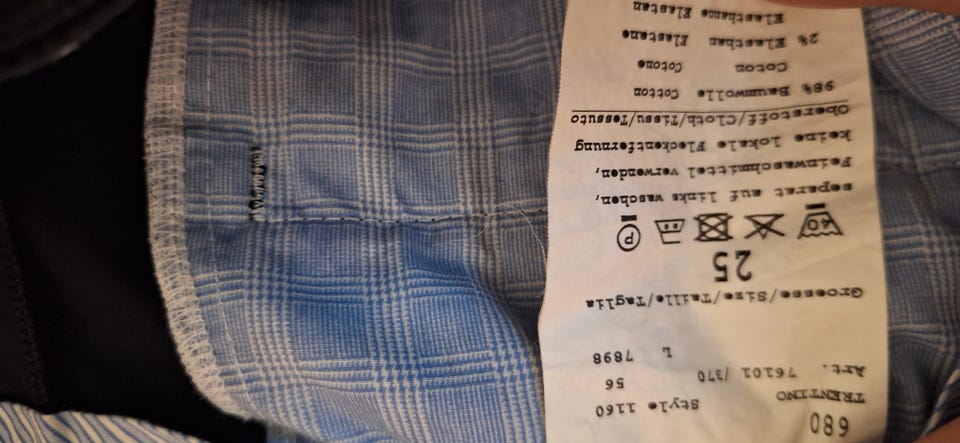 680
TRENTINO Style 1160
Art. 76101 /370 56
L 7898
Groesse/Size/Taille/Taglia
25
40 P
separat auf links waschen,
Feinwaschmittel verwenden,
keine lokale Fleckentfernung
Oberstoff/Cloth/Tissu/Tessuto
98% Baumwolle Cotton
Coton Cotone
2% Elasthan Elastane
Elasthanne Elastan